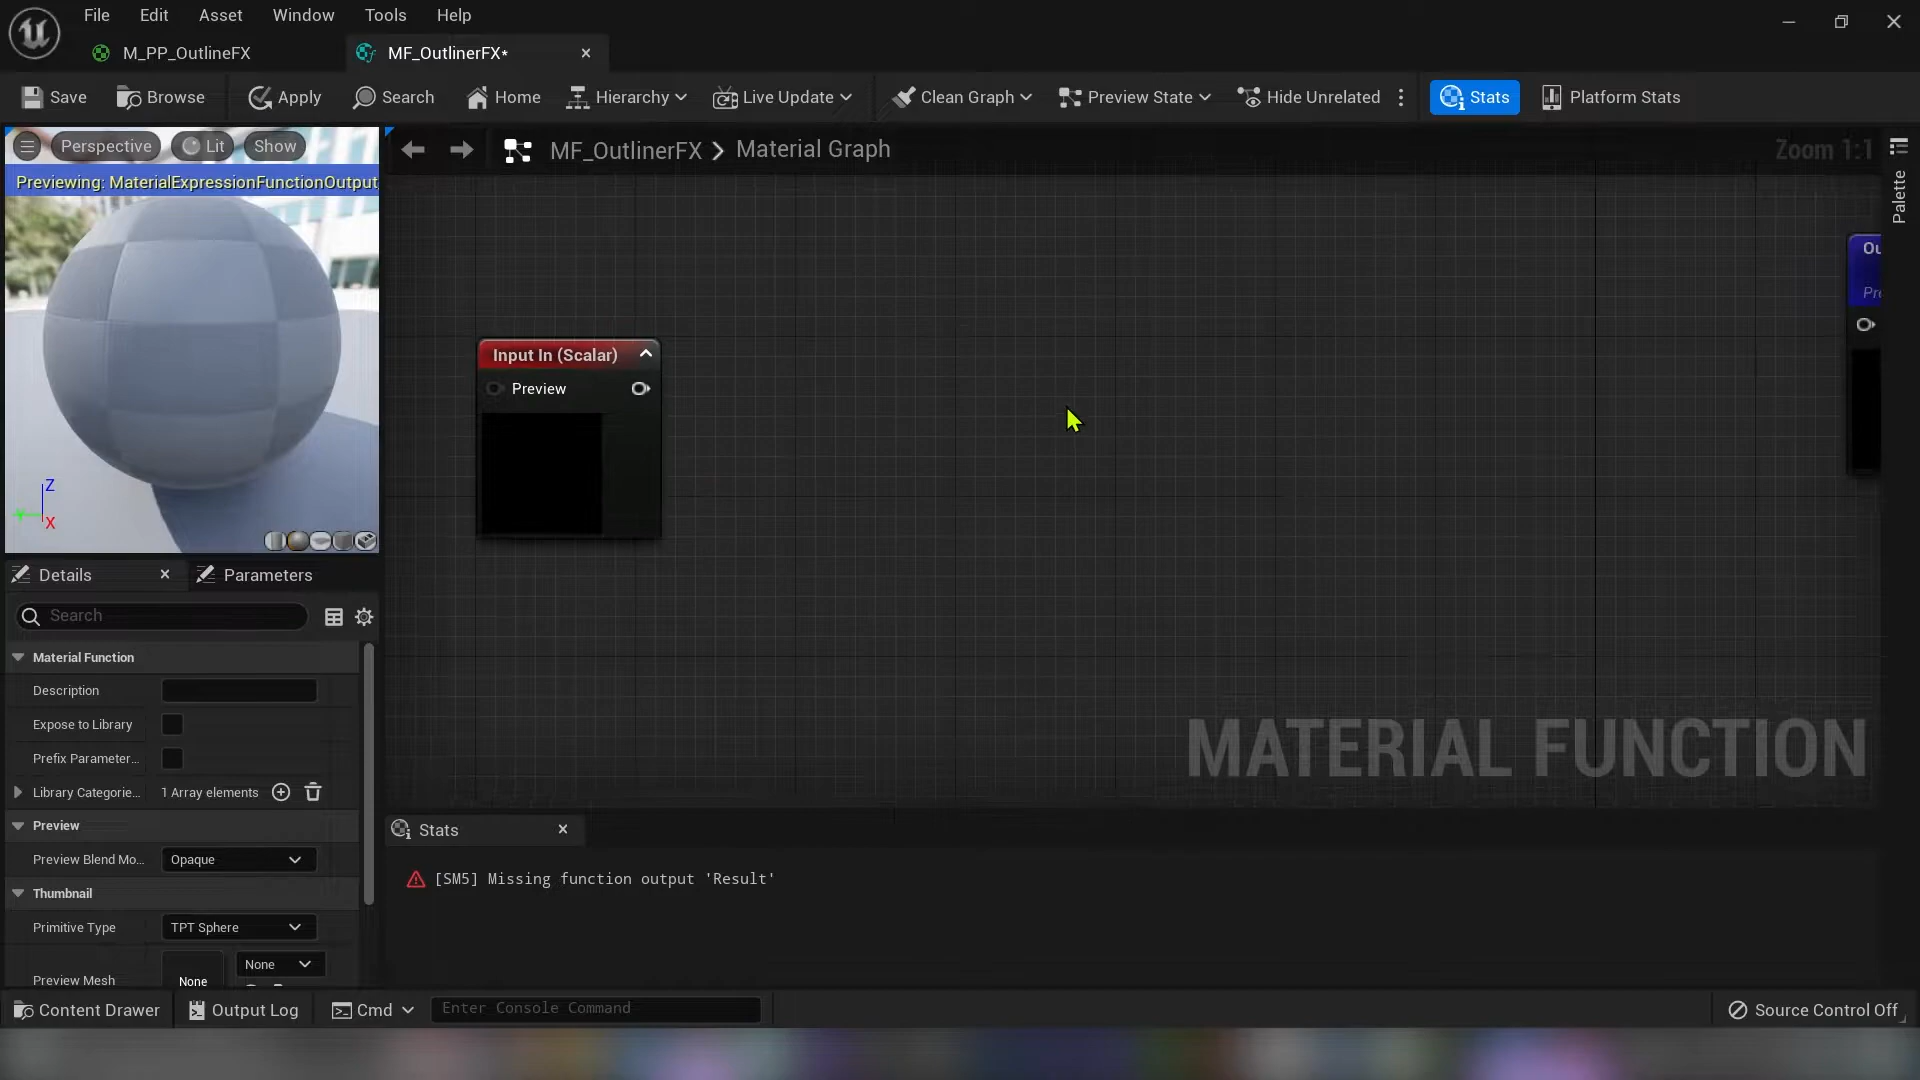 File Edit Asset Window Tools Help
M_PP_OutlineFX
MF_OutlinerFX*
Save Browse Apply Search Home Hierarchy Live Update Clean Graph Preview State Hide Unrelated Stats Platform Stats
Perspective Lit Show
Previewing: MaterialExpressionFunctionOutput
Z
X
MF_OutlinerFX > Material Graph
Zoom 1:1
Palette
Input In (Scalar)
Preview
Ou
Pre
MATERIAL FUNCTION
Details
Parameters
Search
Material Function
Description
Expose to Library
Prefix Parameter...
Library Categorie... 1 Array elements
Preview
Preview Blend Mo... Opaque
Thumbnail
Primitive Type TPT Sphere
Preview Mesh None None
Stats
[SM5] Missing function output 'Result'
Content Drawer Output Log Cmd Enter Console Command Source Control Off